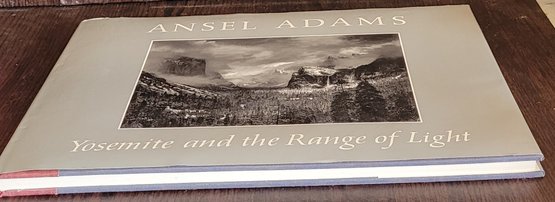 ANSEL ADAMS
Yosemite and the Range of Light